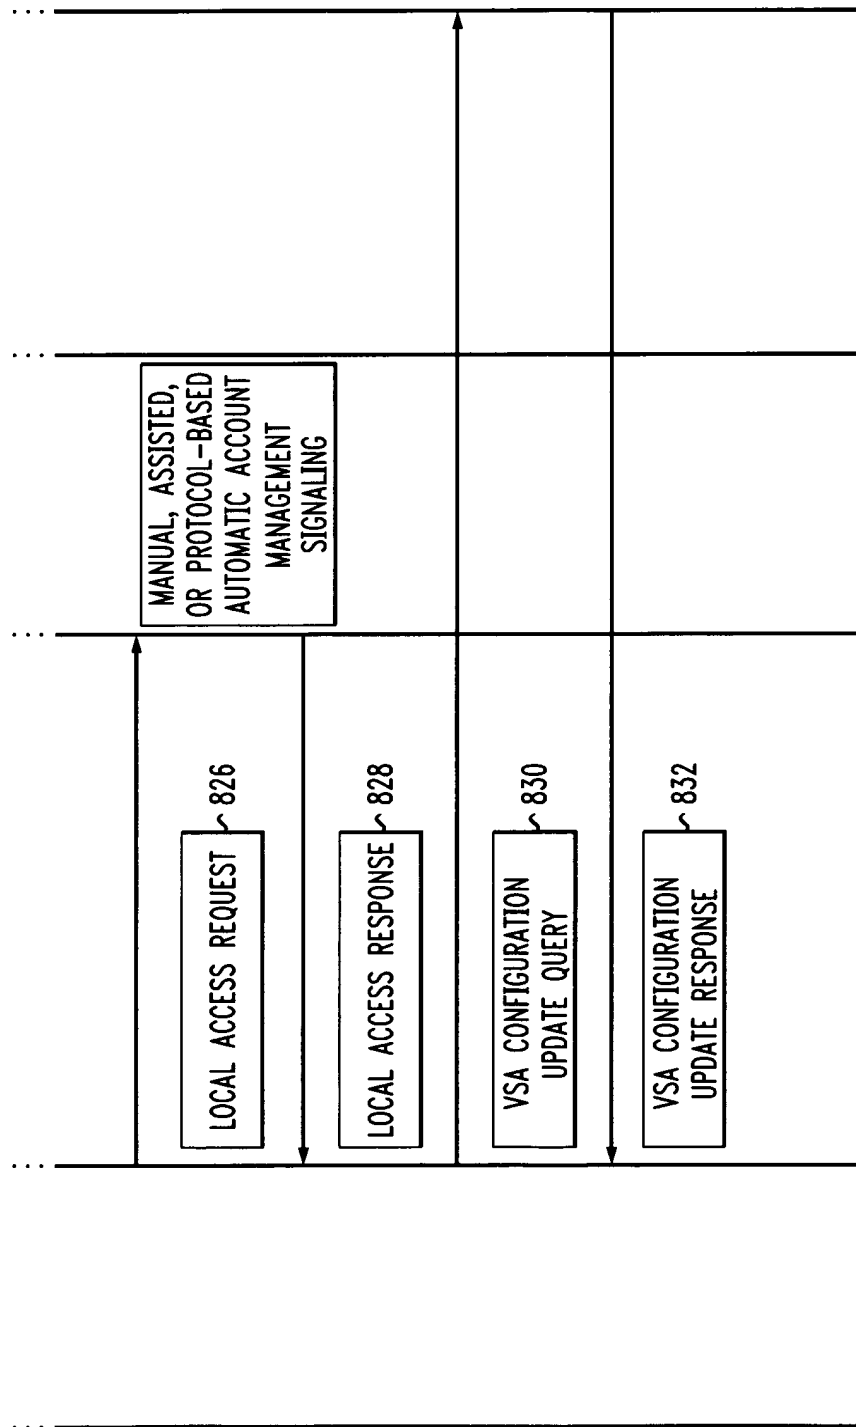 ...
...
...
...
...
MANUAL, ASSISTED,
OR PROTOCOL-BASED
AUTOMATIC ACCOUNT
MANAGEMENT
SIGNALING
LOCAL ACCESS REQUEST
826
LOCAL ACCESS RESPONSE
828
VSA CONFIGURATION
UPDATE QUERY
830
VSA CONFIGURATION
UPDATE RESPONSE
832